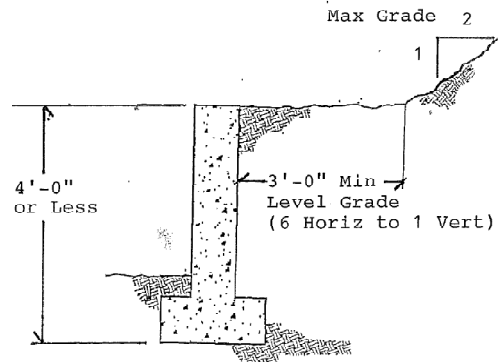 Max Grade 2
1
4'-0"
or Less
3'-0" Min
Level Grade
(6 Horiz to 1 Vert)